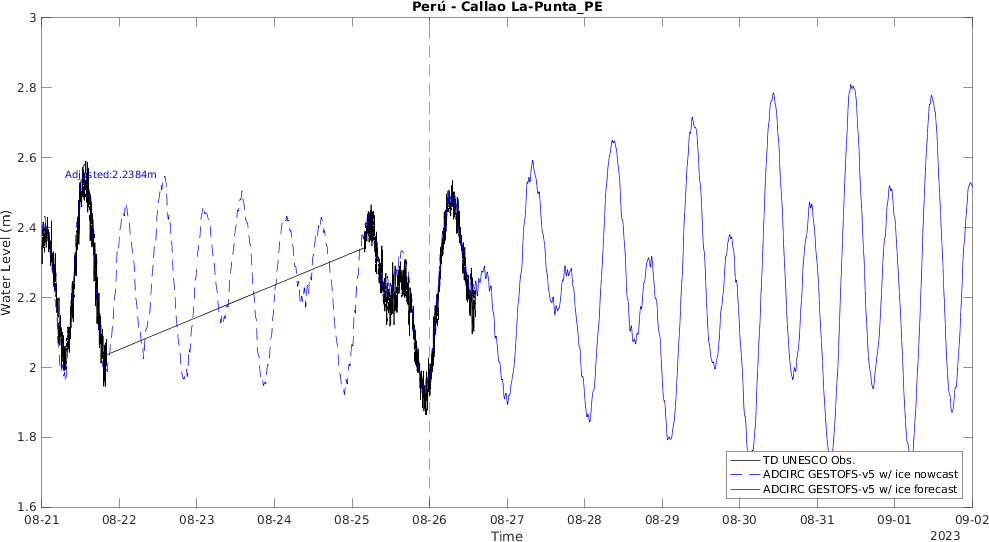 Perú - Callao La-Punta_PE
3
2.8
2.6
2.4
2.2
2
1.8
1.6
Water Level (m)
Adjusted:2.2384m
TD UNESCO Obs.
ADCIRC GESTOFS-v5 w/ ice nowcast
ADCIRC GESTOFS-v5 w/ ice forecast
08-21 08-22 08-23 08-24 08-25 08-26 08-27 08-28 08-29 08-30 08-31 09-01 09-02
Time
2023